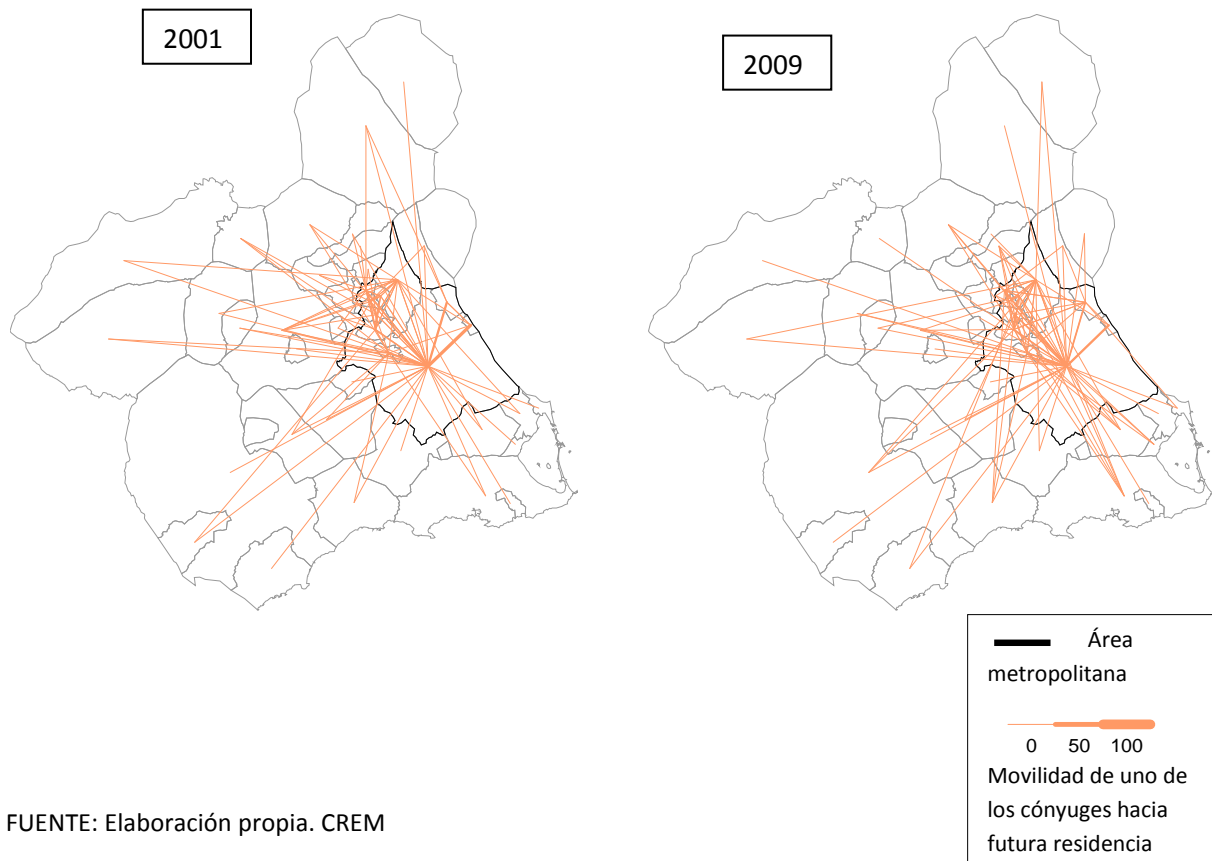 2001
2009
Área
metropolitana
0 50 100
Movilidad de uno de
los cónyuges hacia
futura residencia
FUENTE: Elaboración propia. CREM